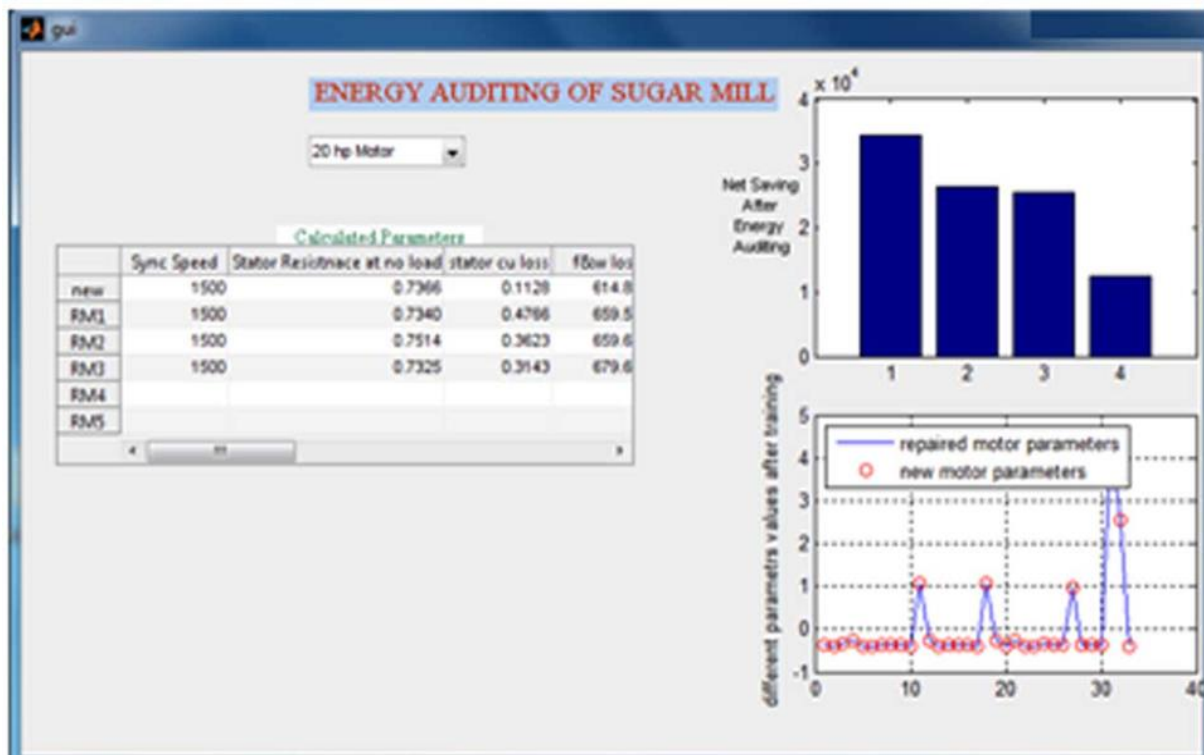 gui
ENERGY AUDITING OF SUGAR MILL
20 hp Motor
Calculated Parameters
Sync Speed Stator Resistnace at no load stator cu loss f&w los
new 1500 0.7366 0.1128 614.8
RM1 1500 0.7340 0.4766 659.5
RM2 1500 0.7514 0.3623 659.6
RM3 1500 0.7325 0.3143 679.6
RM4
RM5
x 10^4
4
3
2
1
0
Net Saving
After
Energy
Auditing
1 2 3 4
different parametrs values after training
5
4
3
2
1
0
-1
repaired motor parameters
new motor parameters
0 10 20 30 40